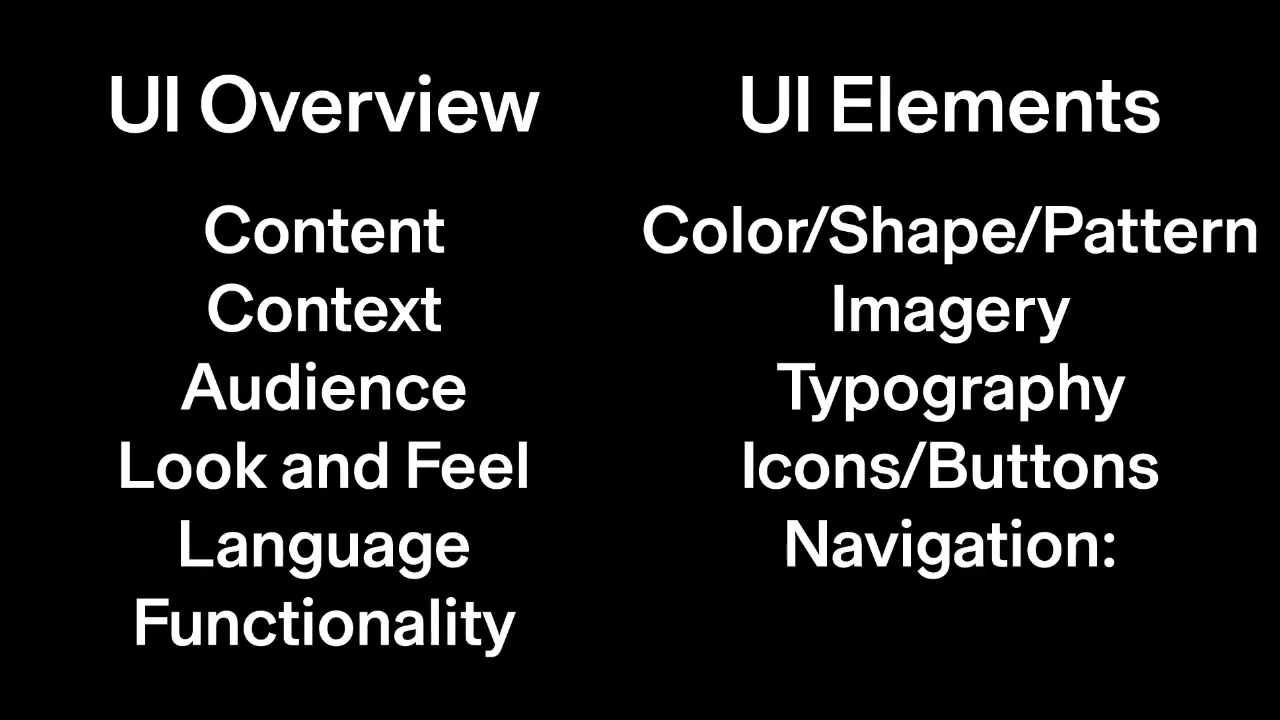 UI Overview
Content
Context
Audience
Look and Feel
Language
Functionality
UI Elements
Color/Shape/Pattern
Imagery
Typography
Icons/Buttons
Navigation: